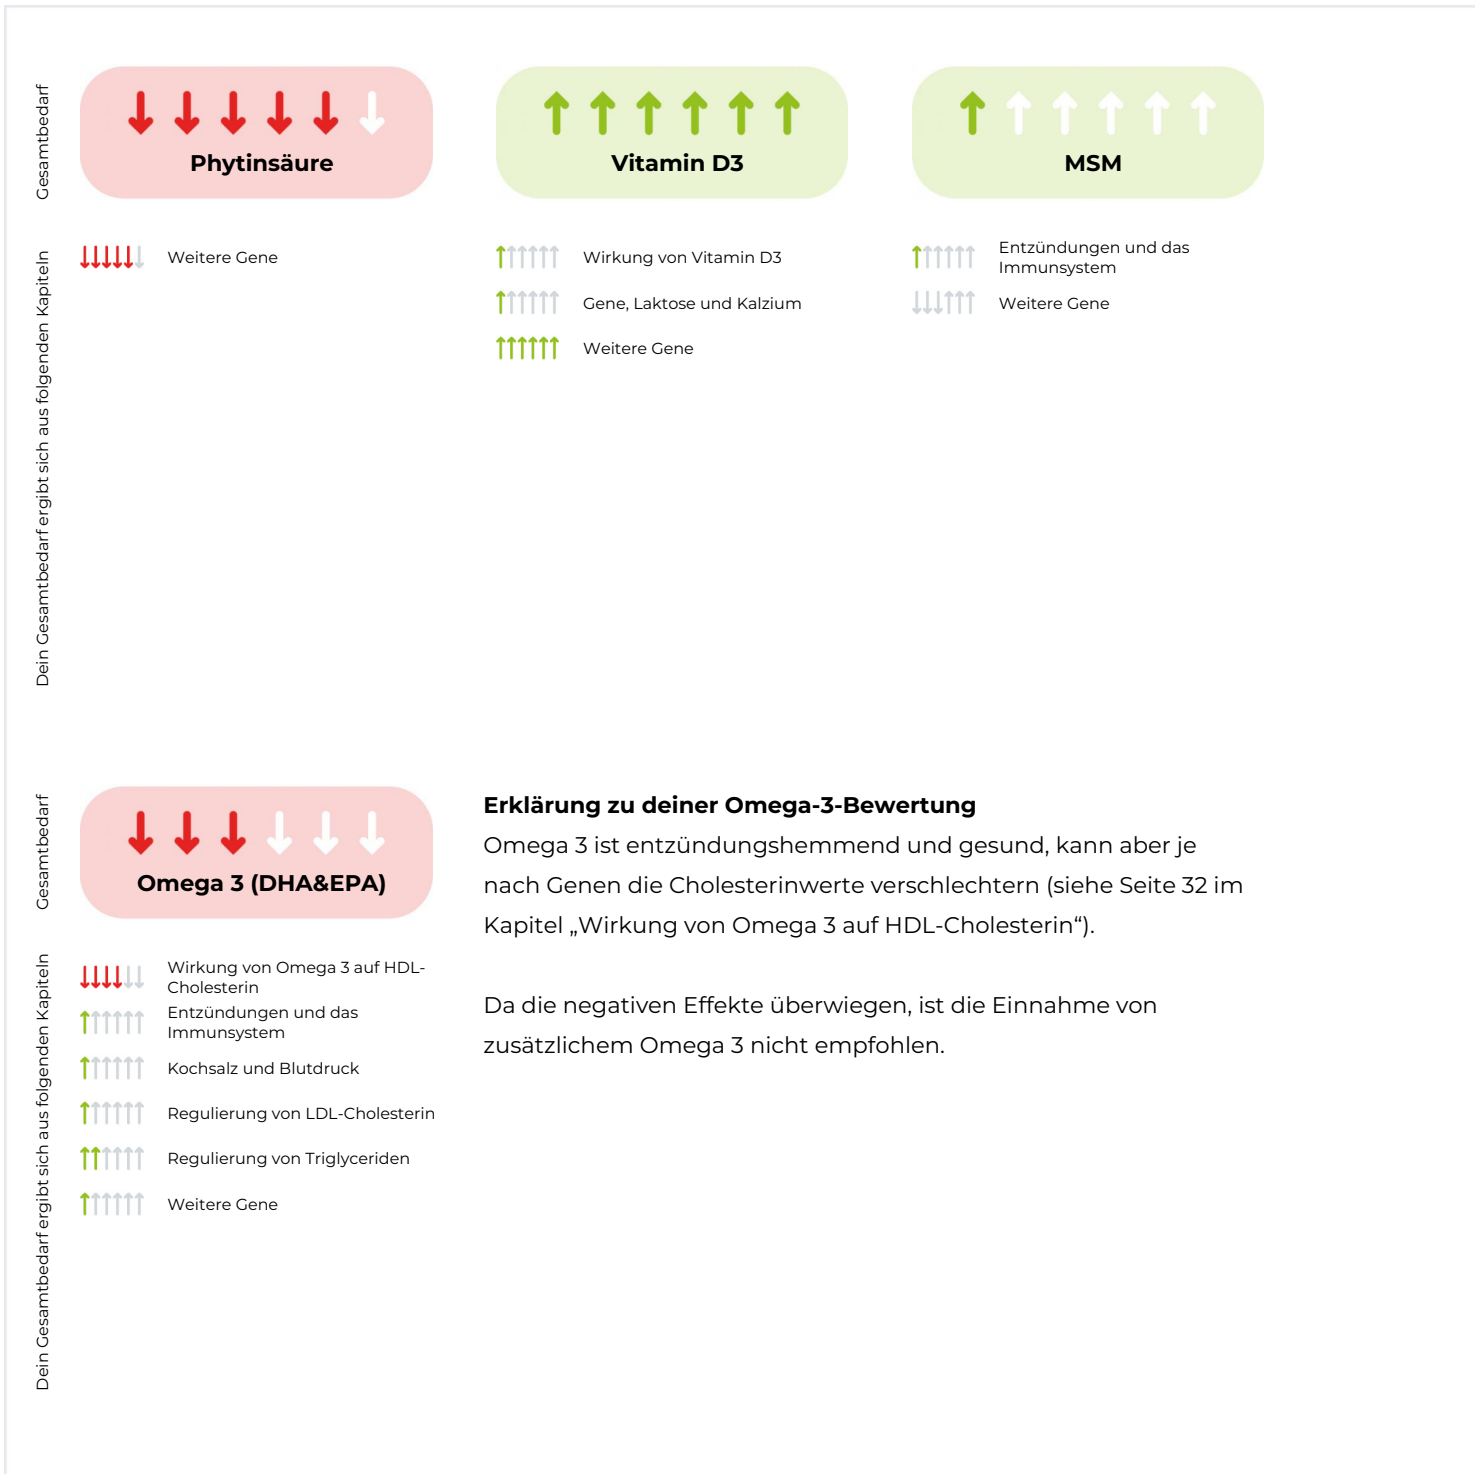 Gesamtbedarf
Phytinsäure
Vitamin D3
MSM
Dein Gesamtbedarf ergibt sich aus folgenden Kapiteln
Weitere Gene
Wirkung von Vitamin D3
Gene, Laktose und Kalzium
Weitere Gene
Entzündungen und das
Immunsystem
Weitere Gene
Gesamtbedarf
Omega 3 (DHA&EPA)
Dein Gesamtbedarf ergibt sich aus folgenden Kapiteln
Wirkung von Omega 3 auf HDL-
Cholesterin
Entzündungen und das
Immunsystem
Kochsalz und Blutdruck
Regulierung von LDL-Cholesterin
Regulierung von Triglyceriden
Weitere Gene
Erklärung zu deiner Omega-3-Bewertung
Omega 3 ist entzündungshemmend und gesund, kann aber je
nach Genen die Cholesterinwerte verschlechtern (siehe Seite 32 im
Kapitel „Wirkung von Omega 3 auf HDL-Cholesterin“).
Da die negativen Effekte überwiegen, ist die Einnahme von
zusätzlichem Omega 3 nicht empfohlen.